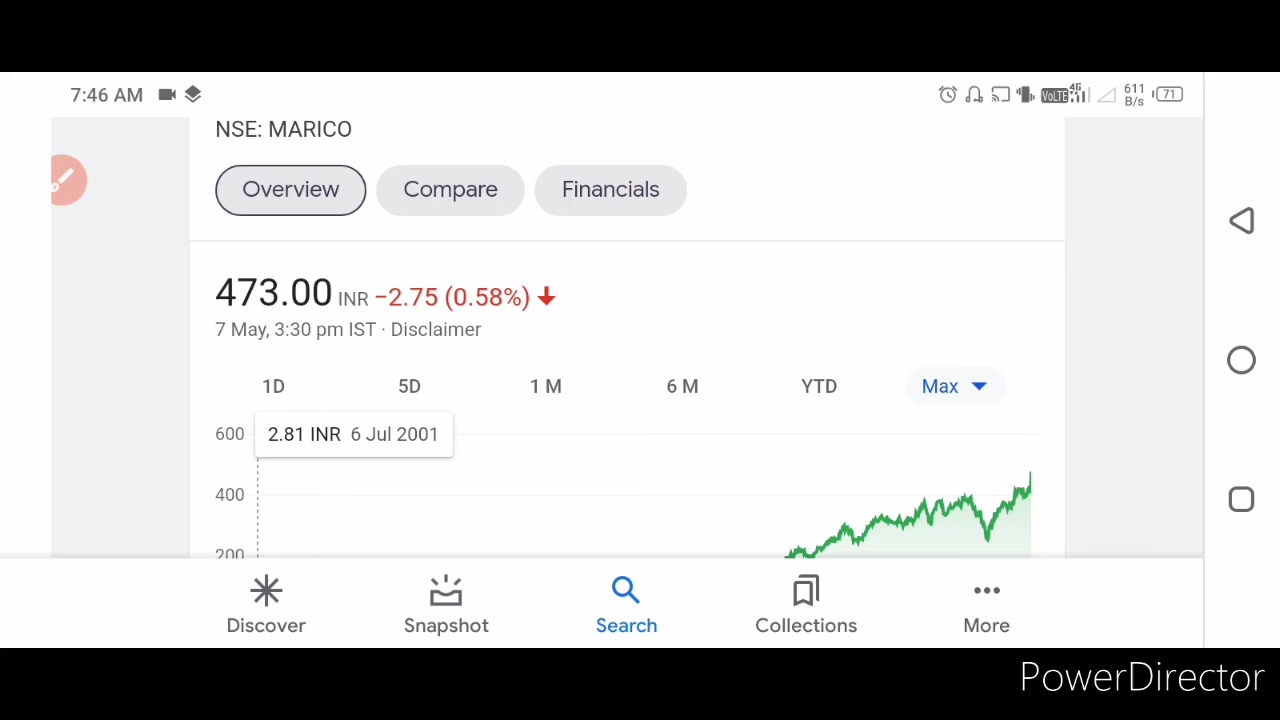 7:46 AM VoLTE 4G 611 B/s 71
NSE: MARICO
Overview Compare Financials
473.00 INR −2.75 (0.58%)
7 May, 3:30 pm IST · Disclaimer
1D 5D 1 M 6 M YTD Max
600 2.81 INR 6 Jul 2001
400
200
Discover Snapshot Search Collections More
PowerDirector